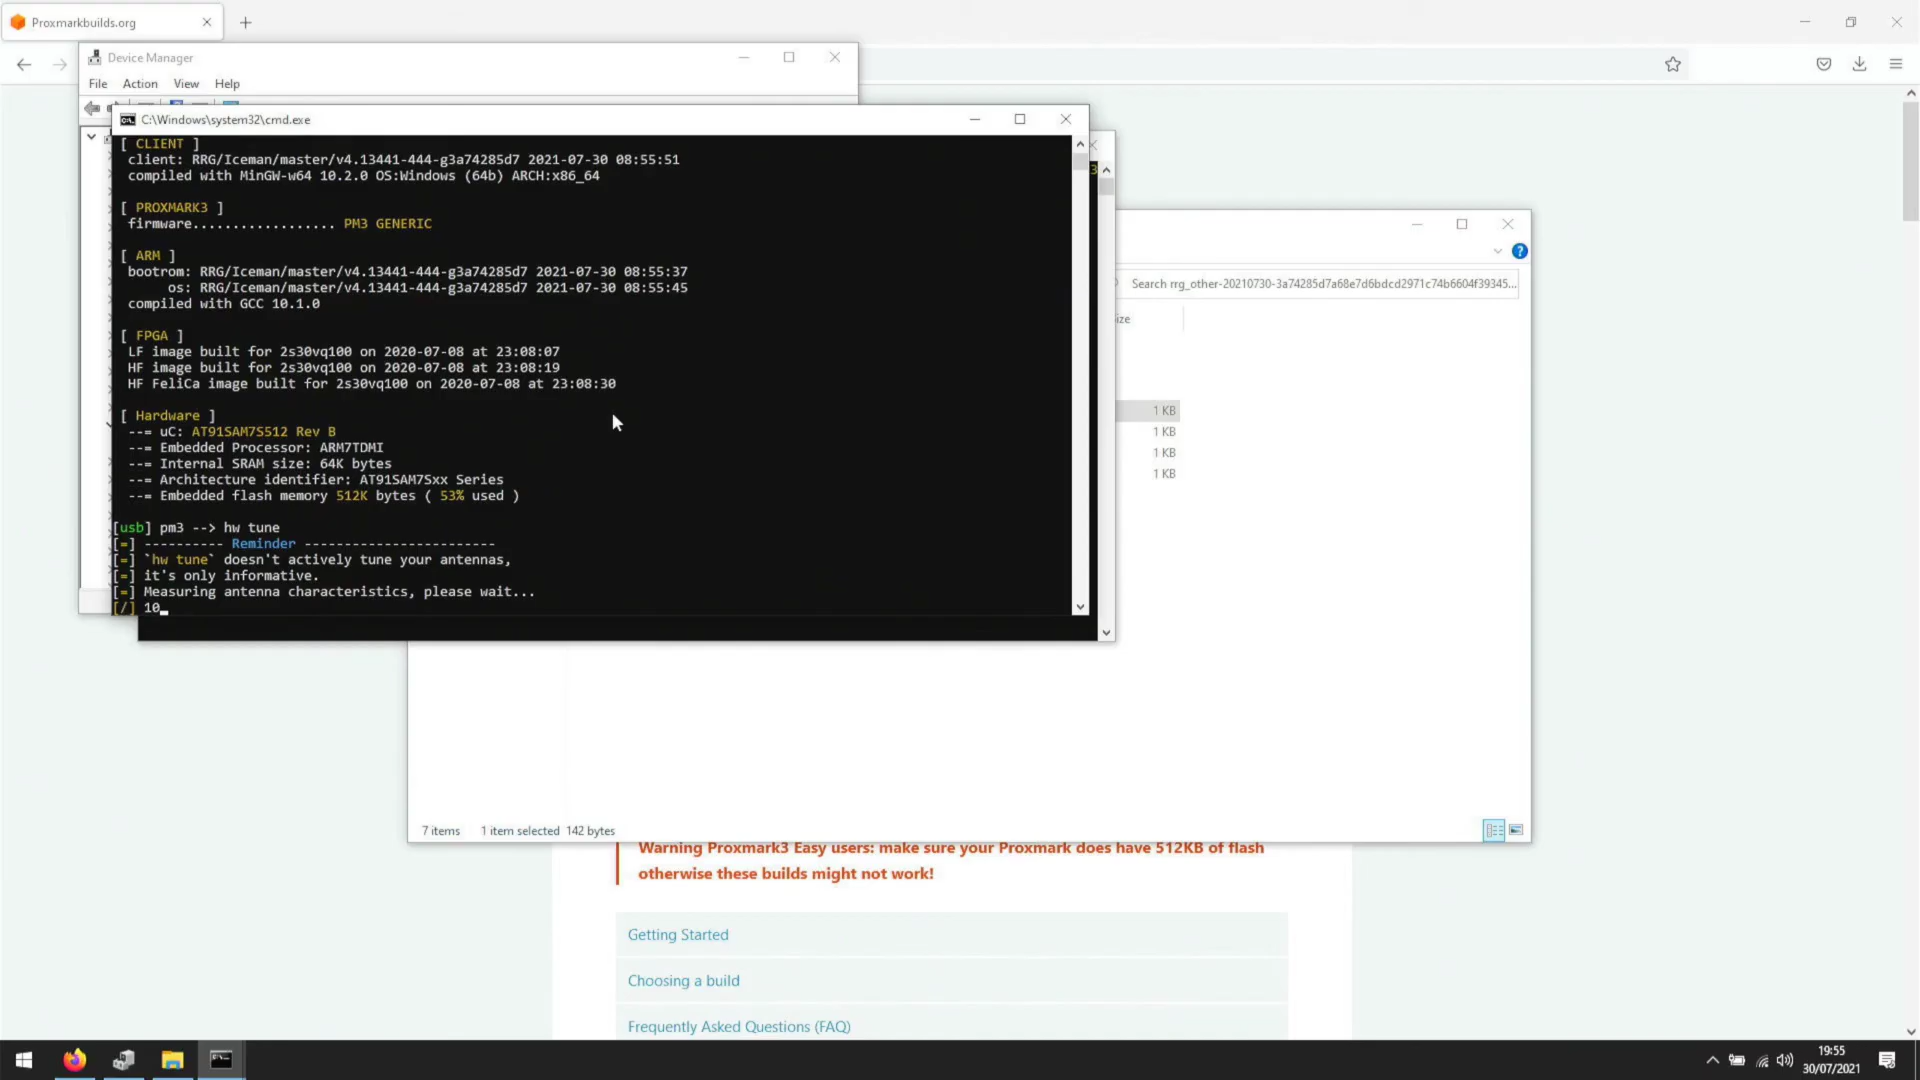 Proxmarkbuilds.org
Device Manager
File Action View Help
C:\Windows\system32\cmd.exe
[ CLIENT ]
client: RRG/Iceman/master/v4.13441-444-g3a74285d7 2021-07-30 08:55:51
compiled with MinGW-w64 10.2.0 OS:Windows (64b) ARCH:x86_64
[ PROXMARK3 ]
firmware.................. PM3 GENERIC
[ ARM ]
bootrom: RRG/Iceman/master/v4.13441-444-g3a74285d7 2021-07-30 08:55:37
os: RRG/Iceman/master/v4.13441-444-g3a74285d7 2021-07-30 08:55:45
compiled with GCC 10.1.0
[ FPGA ]
LF image built for 2s30vq100 on 2020-07-08 at 23:08:07
HF image built for 2s30vq100 on 2020-07-08 at 23:08:19
HF FeliCa image built for 2s30vq100 on 2020-07-08 at 23:08:30
[ Hardware ]
--= uC: AT91SAM7S512 Rev B
--= Embedded Processor: ARM7TDMI
--= Internal SRAM size: 64K bytes
--= Architecture identifier: AT91SAM7Sxx Series
--= Embedded flash memory 512K bytes ( 53% used )
[usb] pm3 --> hw tune
[=] ---------- Reminder ------------------------
[=] `hw tune` doesn't actively tune your antennas,
[=] it's only informative.
[=] Measuring antenna characteristics, please wait...
[/] 10
3
Search rrg_other-20210730-3a74285d7a68e7d6bdcd2971c74b6604f39345...
ize
1 KB
1 KB
1 KB
1 KB
7 items 1 item selected 142 bytes
Warning Proxmark3 Easy users: make sure your Proxmark does have 512KB of flash
otherwise these builds might not work!
Getting Started
Choosing a build
Frequently Asked Questions (FAQ)
19:55
30/07/2021